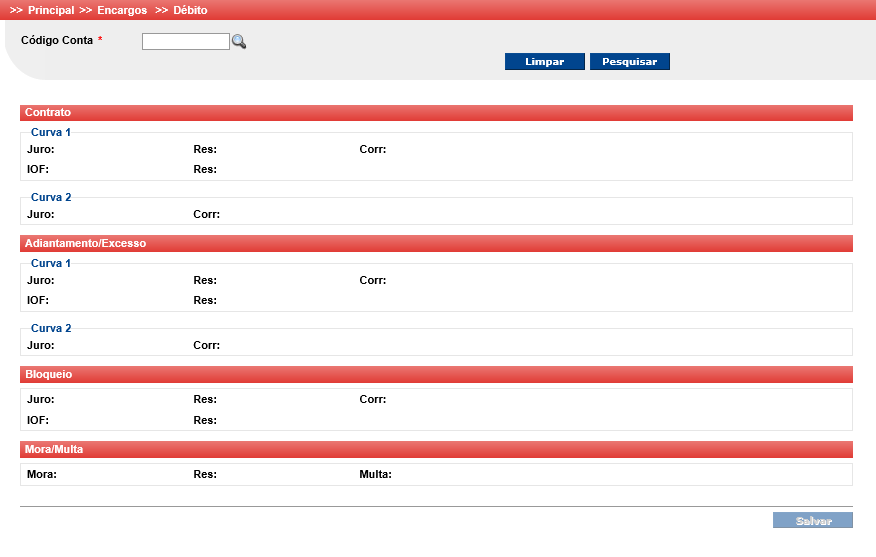 >> Principal >> Encargos >> Débito
Código Conta *
Limpar Pesquisar
Contrato
Curva 1
Juro: Res: Corr:
IOF: Res:
Curva 2
Juro: Corr:
Adiantamento/Excesso
Curva 1
Juro: Res: Corr:
IOF: Res:
Curva 2
Juro: Corr:
Bloqueio
Juro: Res: Corr:
IOF: Res:
Mora/Multa
Mora: Res: Multa:
Salvar